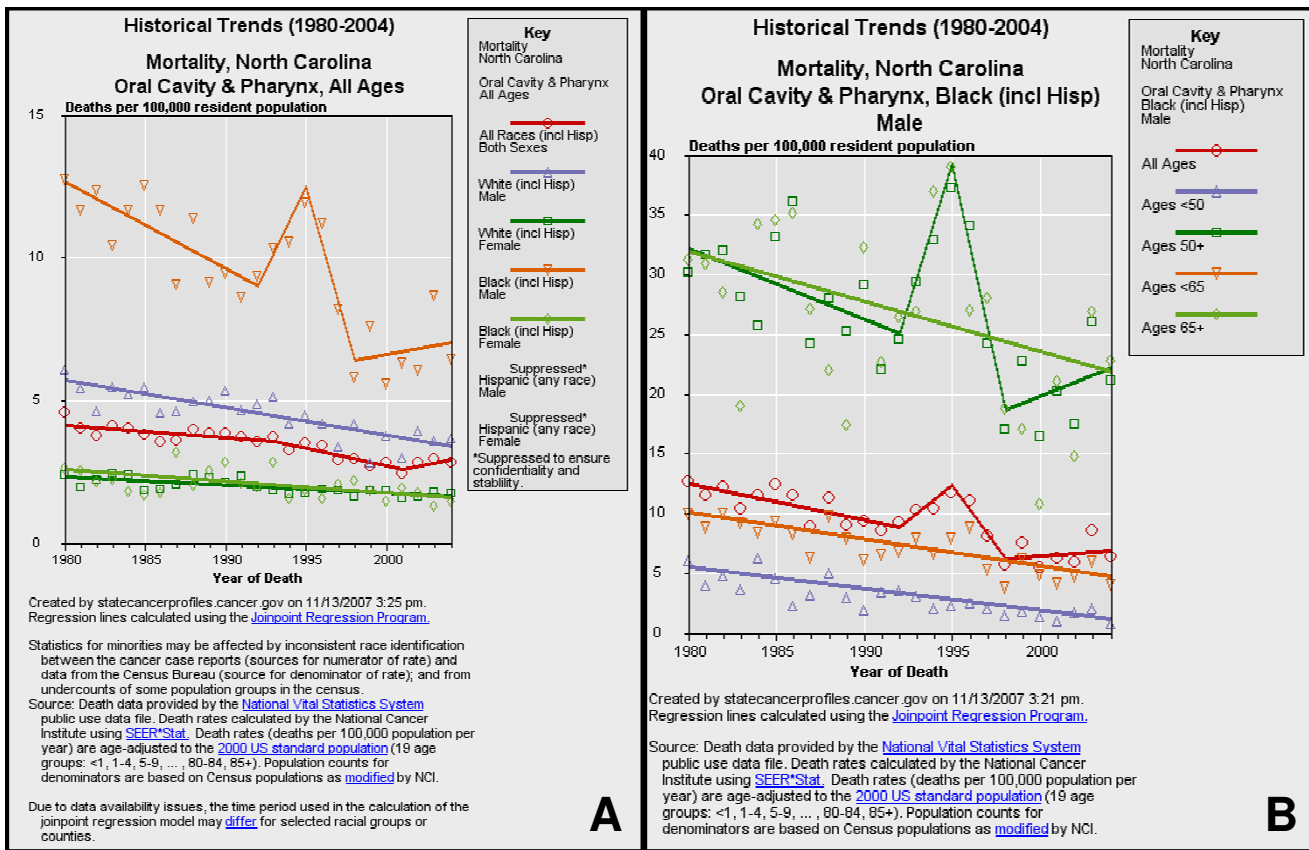 Historical Trends (1980-2004)
Mortality, North Carolina
Oral Cavity & Pharynx, All Ages
Deaths per 100,000 resident population
15
10
5
0
1980
1985
1990
1995
2000
Year of Death
Key
Mortality
North Carolina
Oral Cavity & Pharynx
All Ages
All Races (incl Hisp)
Both Sexes
White (incl Hisp)
Male
White (incl Hisp)
Female
Black (incl Hisp)
Male
Black (incl Hisp)
Female
Suppressed*
Hispanic (any race)
Male
Suppressed*
Hispanic (any race)
Female
*Suppressed to ensure
confidentiality and
stablility.
Created by statecancerprofiles.cancer.gov on 11/13/2007 3:25 pm.
Regression lines calculated using the Joinpoint Regression Program.
Statistics for minorities may be affected by inconsistent race identification
between the cancer case reports (sources for numerator of rate) and
data from the Census Bureau (source for denominator of rate); and from
undercounts of some population groups in the census.
Source: Death data provided by the National Vital Statistics System
public use data file. Death rates calculated by the National Cancer
Institute using SEER*Stat. Death rates (deaths per 100,000 population per
year) are age-adjusted to the 2000 US standard population (19 age
groups: <1, 1-4, 5-9, ... , 80-84, 85+). Population counts for
denominators are based on Census populations as modified by NCI.
Due to data availability issues, the time period used in the calculation of the
joinpoint regression model may differ for selected racial groups or
counties.
A
Historical Trends (1980-2004)
Mortality, North Carolina
Oral Cavity & Pharynx, Black (incl Hisp)
Male
Deaths per 100,000 resident population
40
35
30
25
20
15
10
5
0
1980
1985
1990
1995
2000
Year of Death
Key
Mortality
North Carolina
Oral Cavity & Pharynx
Black (incl Hisp)
Male
All Ages
Ages <50
Ages 50+
Ages <65
Ages 65+
Created by statecancerprofiles.cancer.gov on 11/13/2007 3:21 pm.
Regression lines calculated using the Joinpoint Regression Program.
Source: Death data provided by the National Vital Statistics System
public use data file. Death rates calculated by the National Cancer
Institute using SEER*Stat. Death rates (deaths per 100,000 population per
year) are age-adjusted to the 2000 US standard population (19 age
groups: <1, 1-4, 5-9, ... , 80-84, 85+). Population counts for
denominators are based on Census populations as modified by NCI.
B